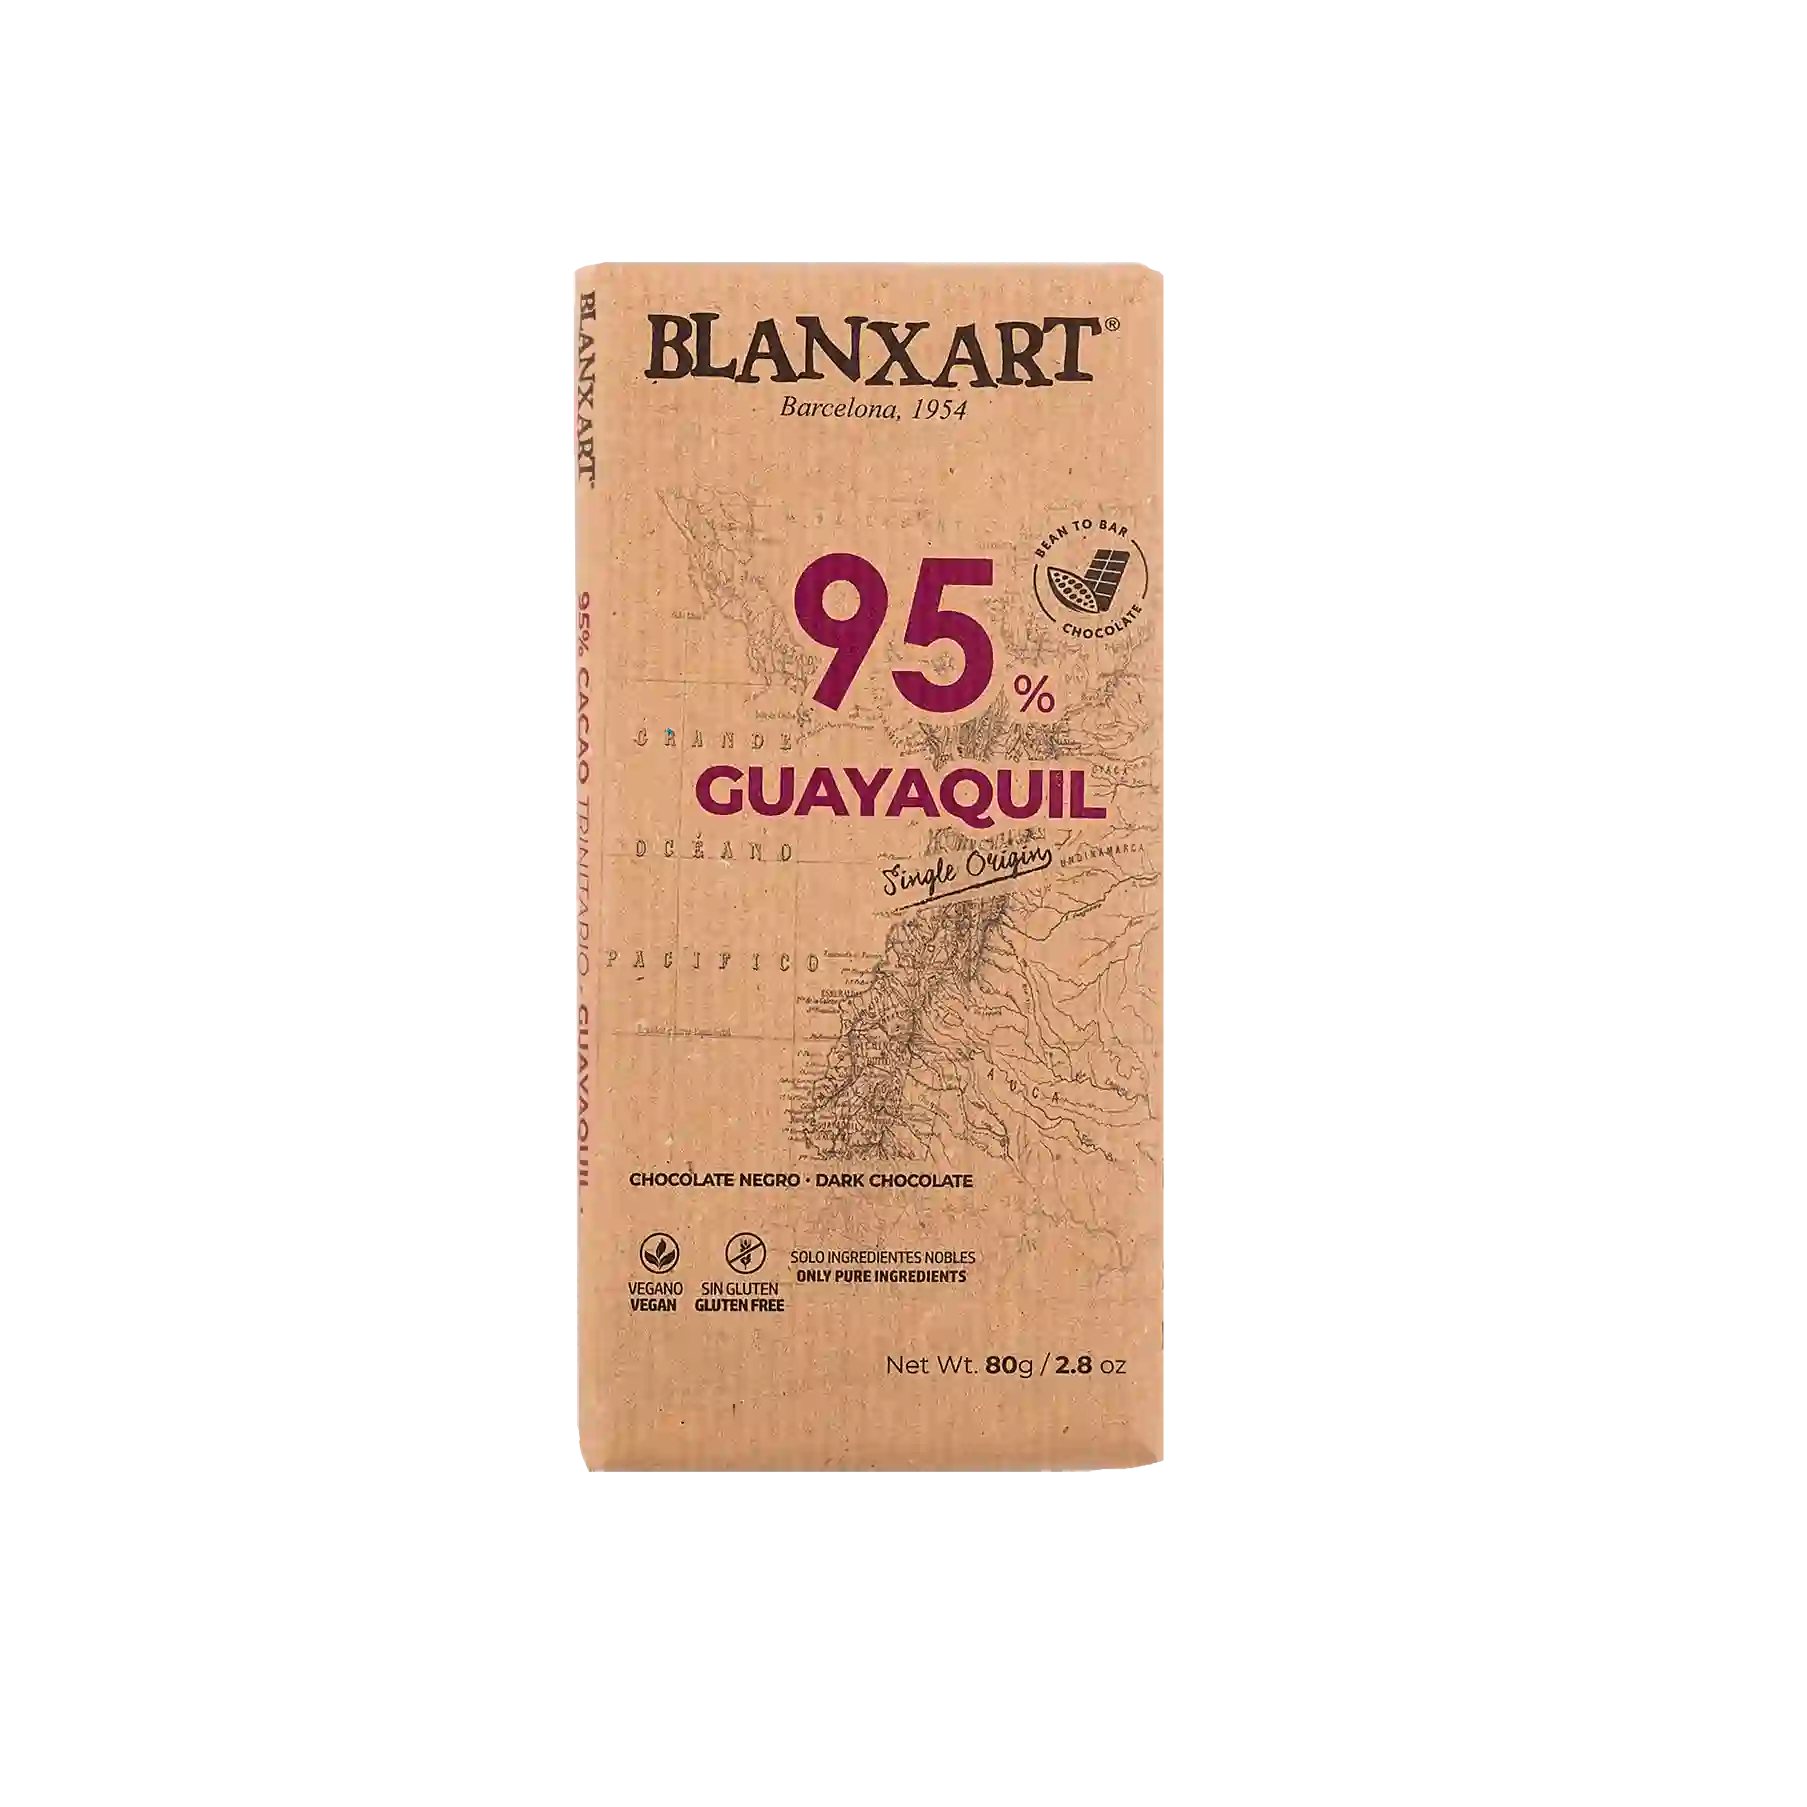 BLANXART®
Barcelona, 1954
BEAN TO BAR
CHOCOLATE
95%
GUAYAQUIL
Single Origin
GRANDE
OCÉANO
PACIFICO
UNDINAMARCA
AUCA
CHOCOLATE NEGRO · DARK CHOCOLATE
VEGANO
VEGAN
SIN GLUTEN
GLUTEN FREE
SOLO INGREDIENTES NOBLES
ONLY PURE INGREDIENTS
Net Wt. 80g / 2.8 oz
BLANXART®
95% CACAO TRINITARIO - GUAYAQUIL ·